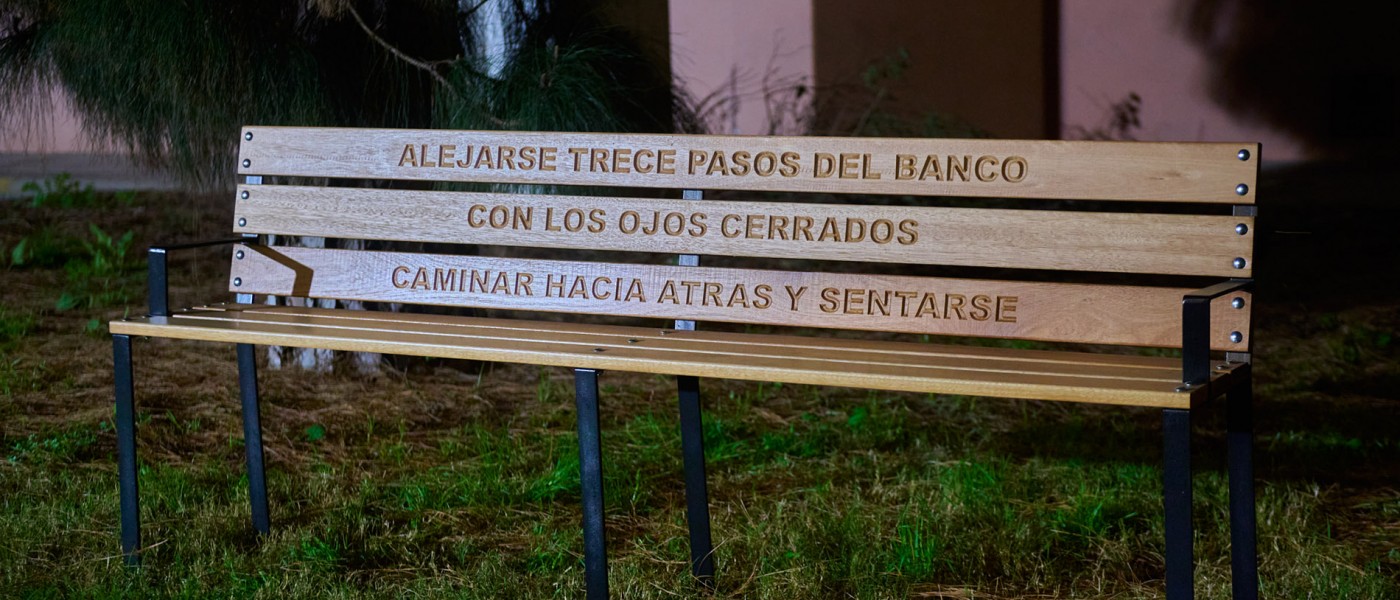 ALEJARSE TRECE PASOS DEL BANCO
CON LOS OJOS CERRADOS
CAMINAR HACIA ATRAS Y SENTARSE